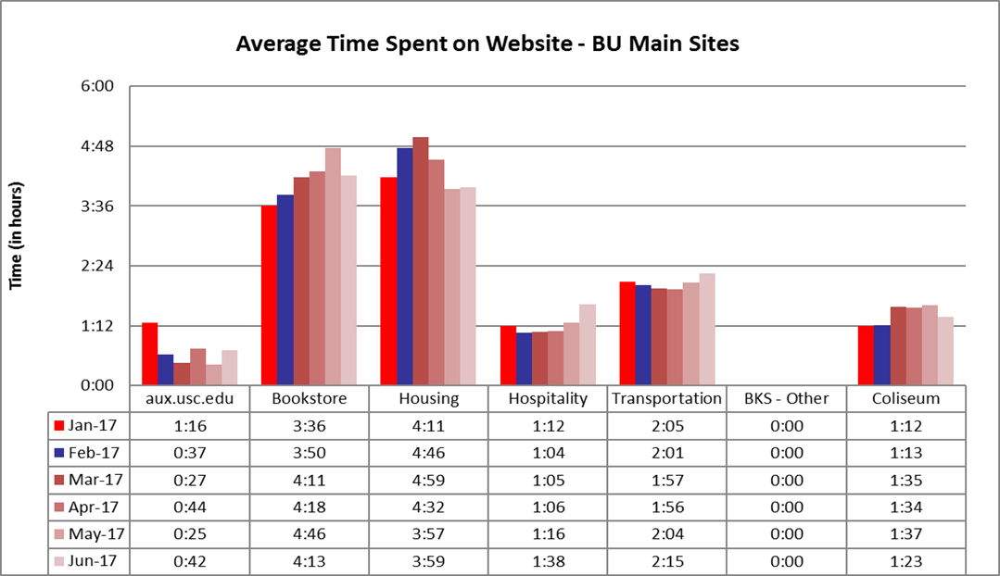 Average Time Spent on Website - BU Main Sites
Time (in hours)
6:00
4:48
3:36
2:24
1:12
0:00
aux.usc.edu Bookstore Housing Hospitality Transportation BKS - Other Coliseum
Jan-17 1:16 3:36 4:11 1:12 2:05 0:00 1:12
Feb-17 0:37 3:50 4:46 1:04 2:01 0:00 1:13
Mar-17 0:27 4:11 4:59 1:05 1:57 0:00 1:35
Apr-17 0:44 4:18 4:32 1:06 1:56 0:00 1:34
May-17 0:25 4:46 3:57 1:16 2:04 0:00 1:37
Jun-17 0:42 4:13 3:59 1:38 2:15 0:00 1:23